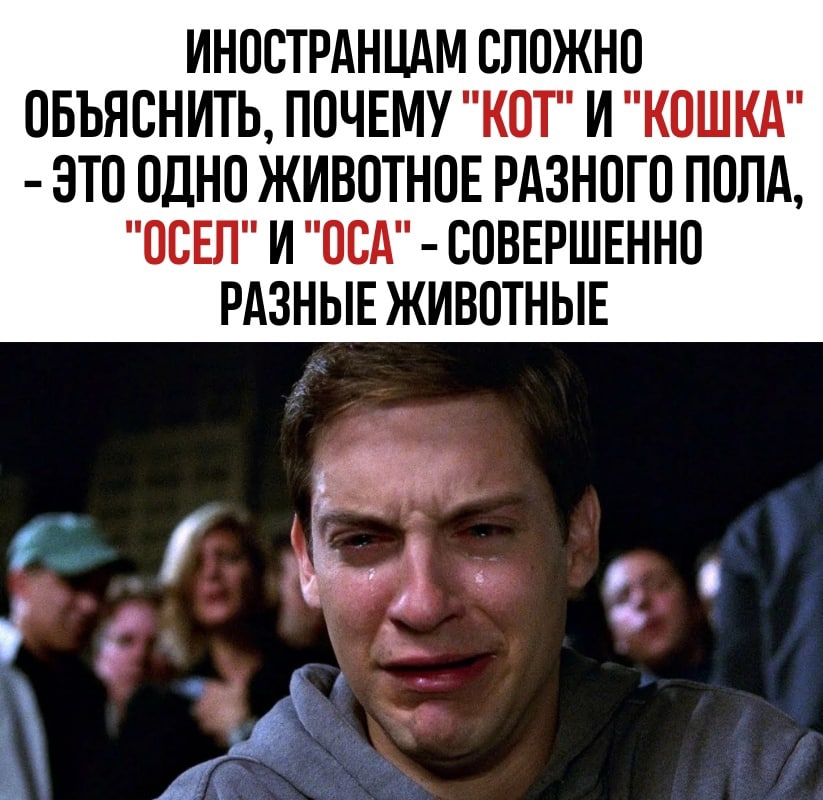 ИНОСТРАНЦАМ СЛОЖНО
ОБЪЯСНИТЬ, ПОЧЕМУ "КОТ" И "КОШКА"
- ЭТО ОДНО ЖИВОТНОЕ РАЗНОГО ПОЛА,
"ОСЕЛ" И "ОСА" - СОВЕРШЕННО
РАЗНЫЕ ЖИВОТНЫЕ